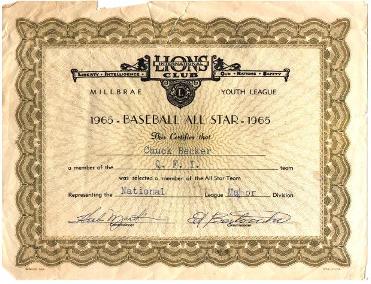 LIONS
INTERNATIONAL
LIBERTY • INTELLIGENCE • CLUB • OUR • NATIONS • SAFETY
L
MILLBRAE YOUTH LEAGUE
1965 - BASEBALL ALL STAR - 1965
This Certifies that
Chuck Becker
a member of the Q. F. I. team
was selected a member of the All Star Team
Representing the National League Major Division
Commissioner Commissioner